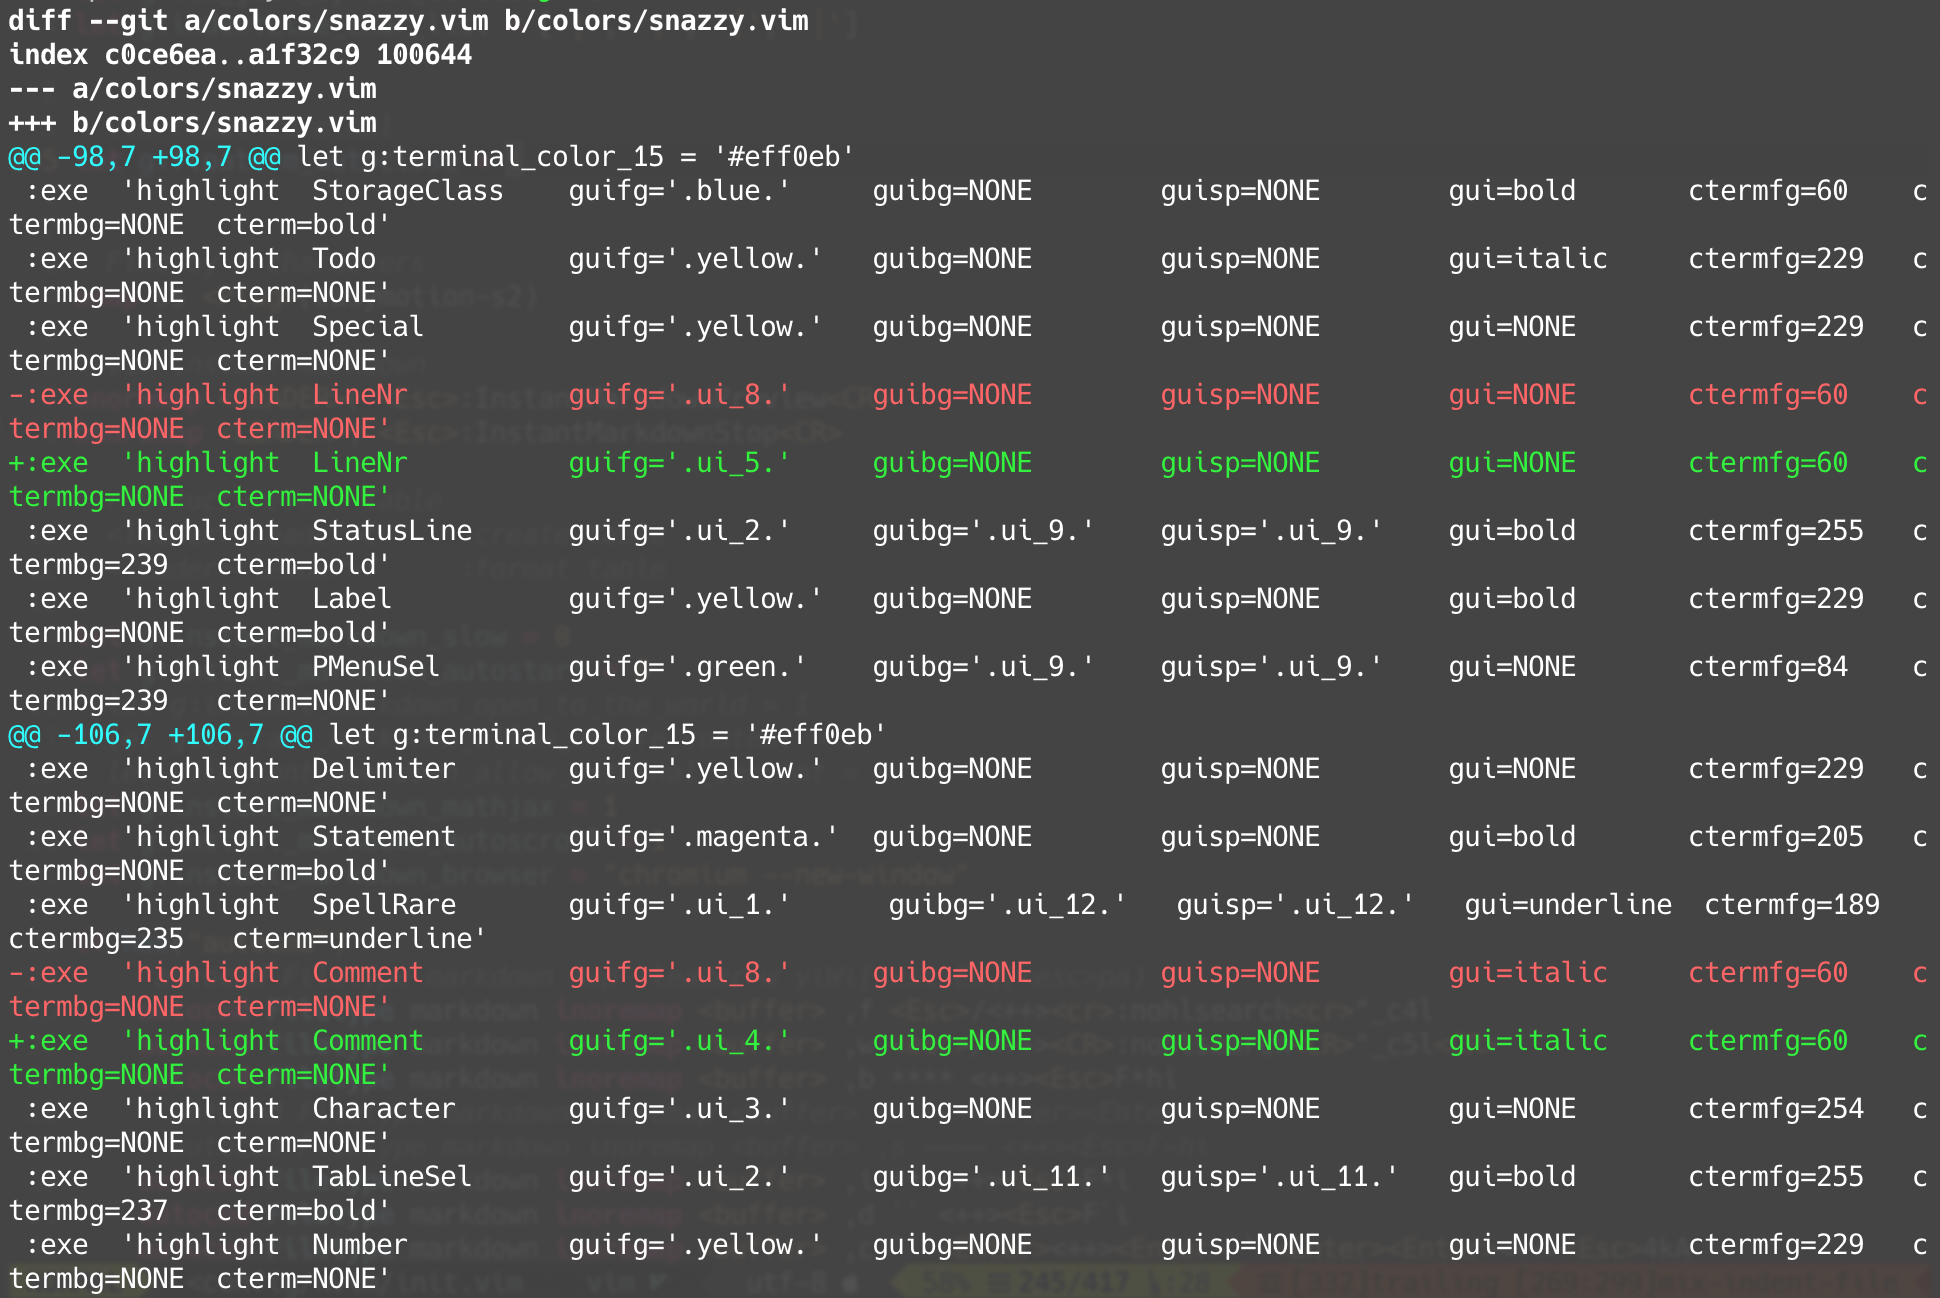 diff --git a/colors/snazzy.vim b/colors/snazzy.vim
index c0ce6ea..a1f32c9 100644
--- a/colors/snazzy.vim
+++ b/colors/snazzy.vim
@@ -98,7 +98,7 @@ let g:terminal_color_15 = '#eff0eb'
 :exe  'highlight  StorageClass    guifg='.blue.'     guibg=NONE        guisp=NONE        gui=bold       ctermfg=60    c
termbg=NONE  cterm=bold'
 :exe  'highlight  Todo            guifg='.yellow.'   guibg=NONE        guisp=NONE        gui=italic     ctermfg=229   c
termbg=NONE  cterm=NONE'
 :exe  'highlight  Special         guifg='.yellow.'   guibg=NONE        guisp=NONE        gui=NONE       ctermfg=229   c
termbg=NONE  cterm=NONE'
-:exe  'highlight  LineNr          guifg='.ui_8.'     guibg=NONE        guisp=NONE        gui=NONE       ctermfg=60    c
termbg=NONE  cterm=NONE'
+:exe  'highlight  LineNr          guifg='.ui_5.'     guibg=NONE        guisp=NONE        gui=NONE       ctermfg=60    c
termbg=NONE  cterm=NONE'
 :exe  'highlight  StatusLine      guifg='.ui_2.'     guibg='.ui_9.'    guisp='.ui_9.'    gui=bold       ctermfg=255   c
termbg=239   cterm=bold'
 :exe  'highlight  Label           guifg='.yellow.'   guibg=NONE        guisp=NONE        gui=bold       ctermfg=229   c
termbg=NONE  cterm=bold'
 :exe  'highlight  PMenuSel        guifg='.green.'    guibg='.ui_9.'    guisp='.ui_9.'    gui=NONE       ctermfg=84    c
termbg=239   cterm=NONE'
@@ -106,7 +106,7 @@ let g:terminal_color_15 = '#eff0eb'
 :exe  'highlight  Delimiter       guifg='.yellow.'   guibg=NONE        guisp=NONE        gui=NONE       ctermfg=229   c
termbg=NONE  cterm=NONE'
 :exe  'highlight  Statement       guifg='.magenta.'  guibg=NONE        guisp=NONE        gui=bold       ctermfg=205   c
termbg=NONE  cterm=bold'
 :exe  'highlight  SpellRare       guifg='.ui_1.'      guibg='.ui_12.'   guisp='.ui_12.'   gui=underline  ctermfg=189
ctermbg=235   cterm=underline'
-:exe  'highlight  Comment         guifg='.ui_8.'     guibg=NONE        guisp=NONE        gui=italic     ctermfg=60    c
termbg=NONE  cterm=NONE'
+:exe  'highlight  Comment         guifg='.ui_4.'     guibg=NONE        guisp=NONE        gui=italic     ctermfg=60    c
termbg=NONE  cterm=NONE'
 :exe  'highlight  Character       guifg='.ui_3.'     guibg=NONE        guisp=NONE        gui=NONE       ctermfg=254   c
termbg=NONE  cterm=NONE'
 :exe  'highlight  TabLineSel      guifg='.ui_2.'     guibg='.ui_11.'   guisp='.ui_11.'   gui=bold       ctermfg=255   c
termbg=237   cterm=bold'
 :exe  'highlight  Number          guifg='.yellow.'   guibg=NONE        guisp=NONE        gui=NONE       ctermfg=229   c
termbg=NONE  cterm=NONE'